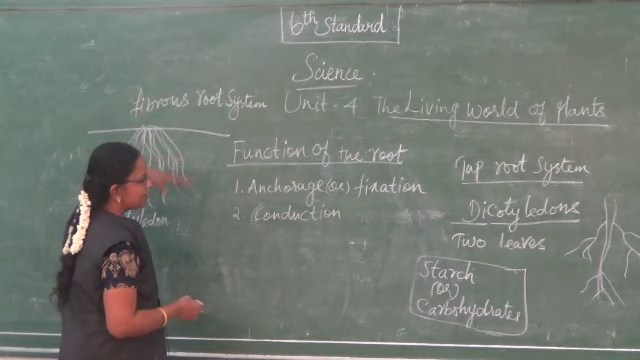 6th Standard
Science.
fibrous root System Unit - 4 The Living World of Plants
Function of the root
1. Anchorage (or) fixation
2. Conduction
Tap root System
Dicotyledons
Two leaves
Starch
(or)
Carbohydrates